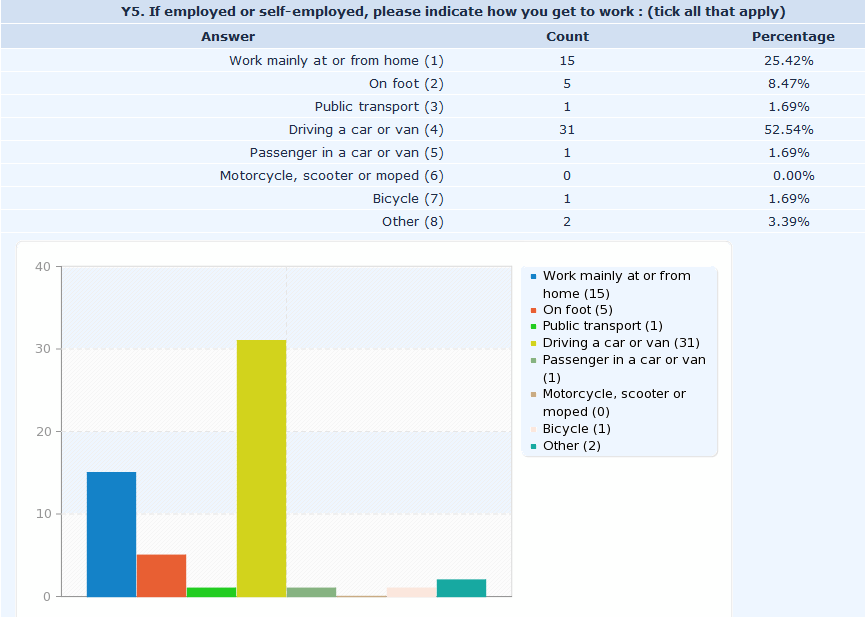 Y5. If employed or self-employed, please indicate how you get to work : (tick all that apply)
Answer Count Percentage
Work mainly at or from home (1) 15 25.42%
On foot (2) 5 8.47%
Public transport (3) 1 1.69%
Driving a car or van (4) 31 52.54%
Passenger in a car or van (5) 1 1.69%
Motorcycle, scooter or moped (6) 0 0.00%
Bicycle (7) 1 1.69%
Other (8) 2 3.39%
40
30
20
10
0
Work mainly at or from
home (15)
On foot (5)
Public transport (1)
Driving a car or van (31)
Passenger in a car or van
(1)
Motorcycle, scooter or
moped (0)
Bicycle (1)
Other (2)